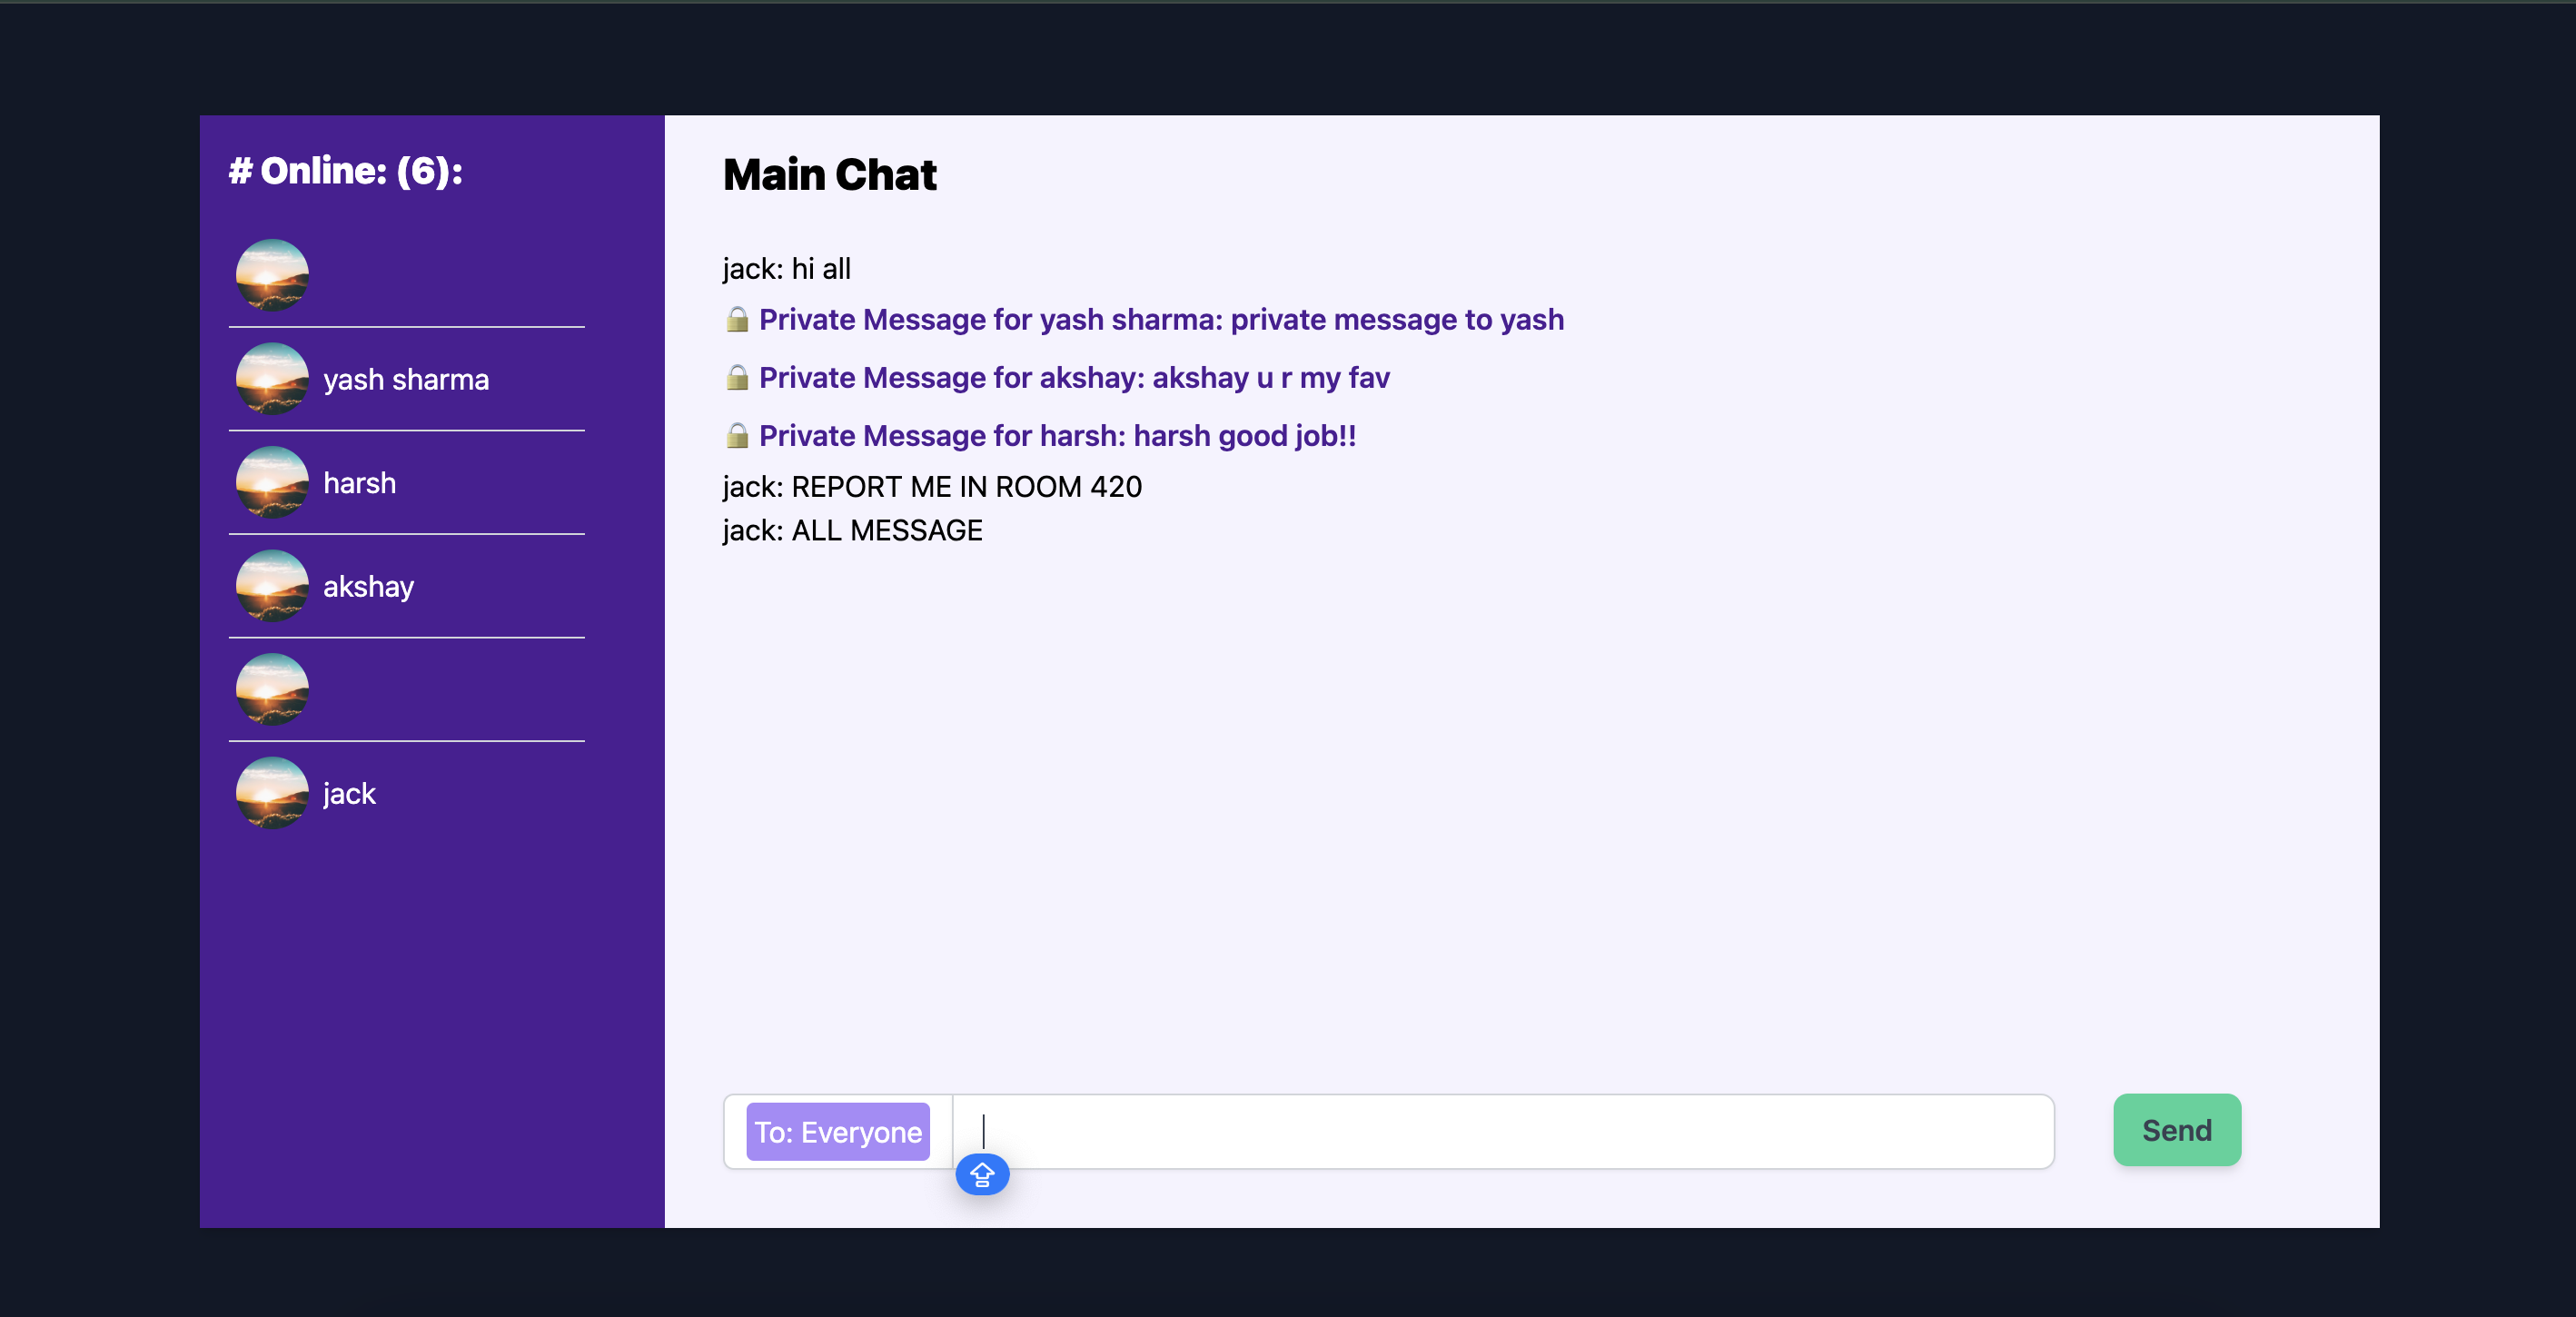 # Online: (6):
yash sharma
harsh
akshay
jack
Main Chat
jack: hi all
🔒 Private Message for yash sharma: private message to yash
🔒 Private Message for akshay: akshay u r my fav
🔒 Private Message for harsh: harsh good job!!
jack: REPORT ME IN ROOM 420
jack: ALL MESSAGE
To: Everyone
Send